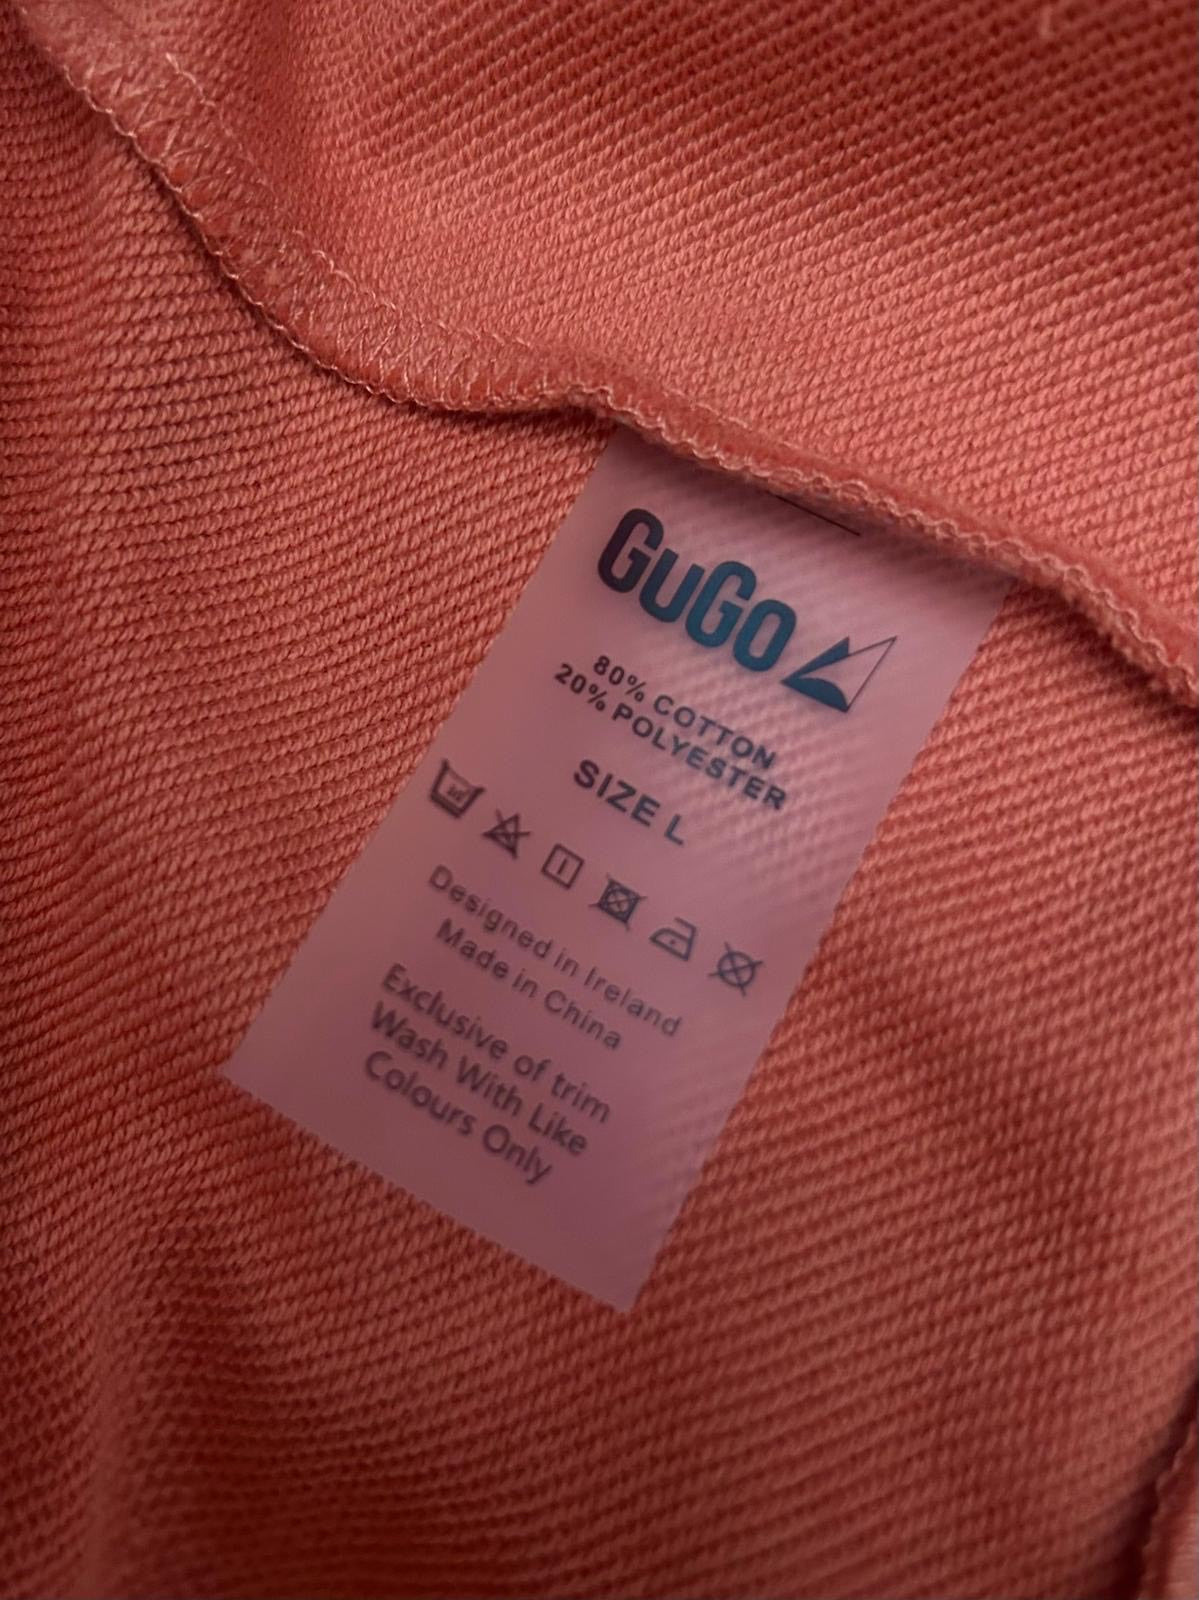 GuGo
80% COTTON
20% POLYESTER
SIZE L
Designed in Ireland
Made in China
Exclusive of trim
Wash With Like
Colours Only